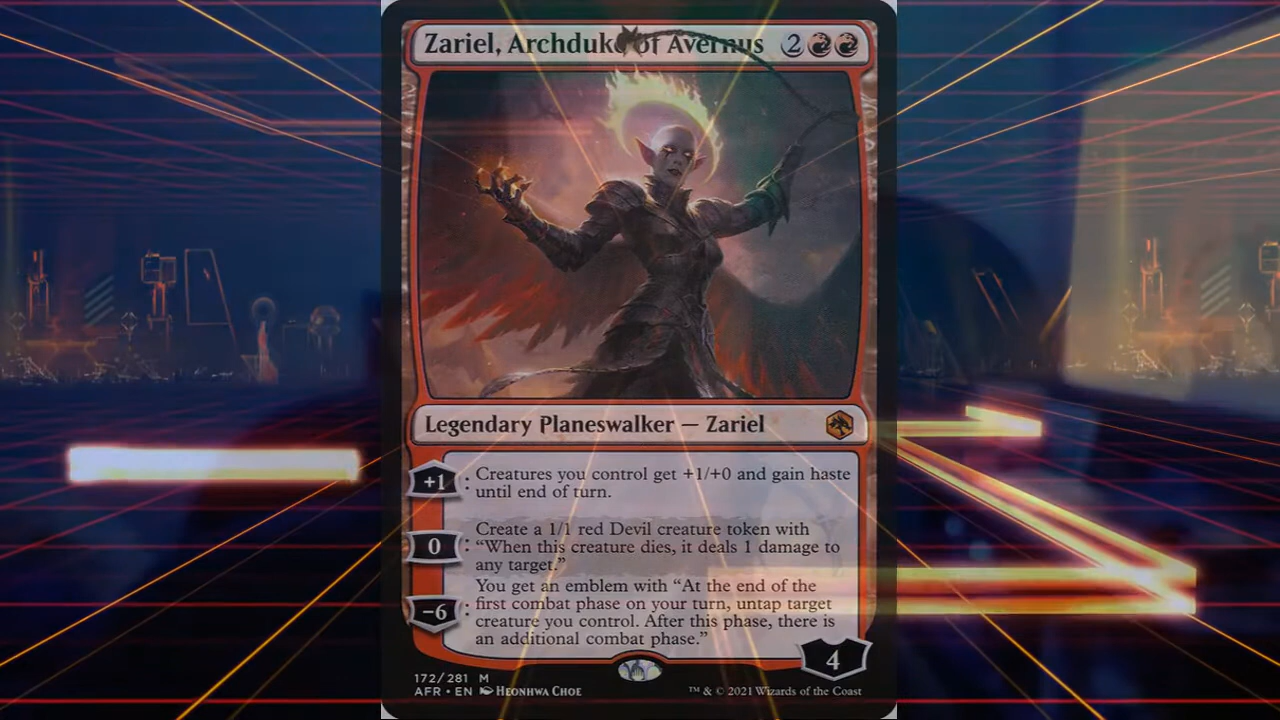 Zariel, Archduke of Avernus 2
Legendary Planeswalker — Zariel
+1 : Creatures you control get +1/+0 and gain haste
until end of turn.
Create a 1/1 red Devil creature token with
0 : “When this creature dies, it deals 1 damage to
any target.”
You get an emblem with “At the end of the
−6 : first combat phase on your turn, untap target
creature you control. After this phase, there is
an additional combat phase.”
4
172/281 M
AFR • EN Heonhwa Choe ™ & © 2021 Wizards of the Coast